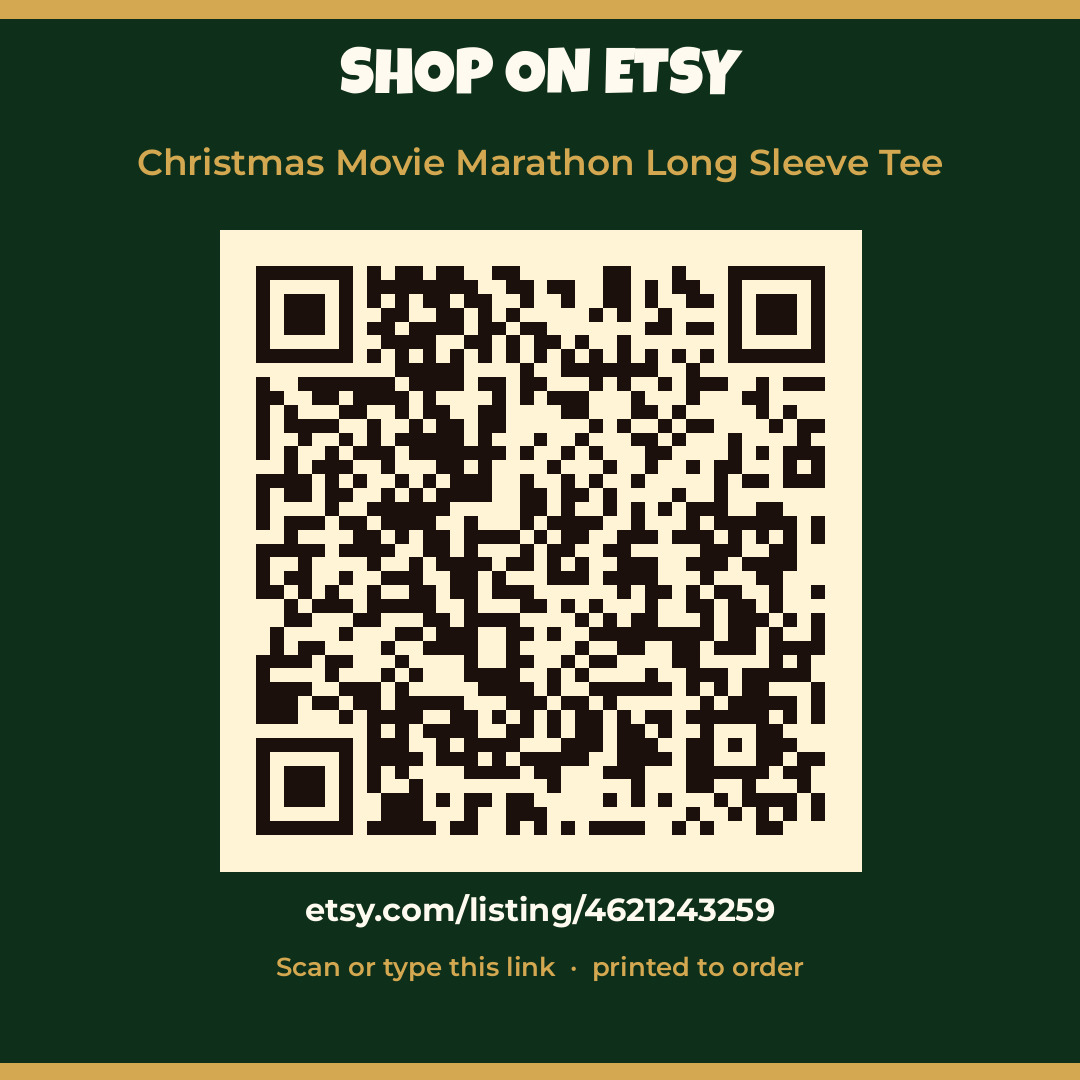 SHOP ON ETSY
Christmas Movie Marathon Long Sleeve Tee
etsy.com/listing/4621243259
Scan or type this link · printed to order